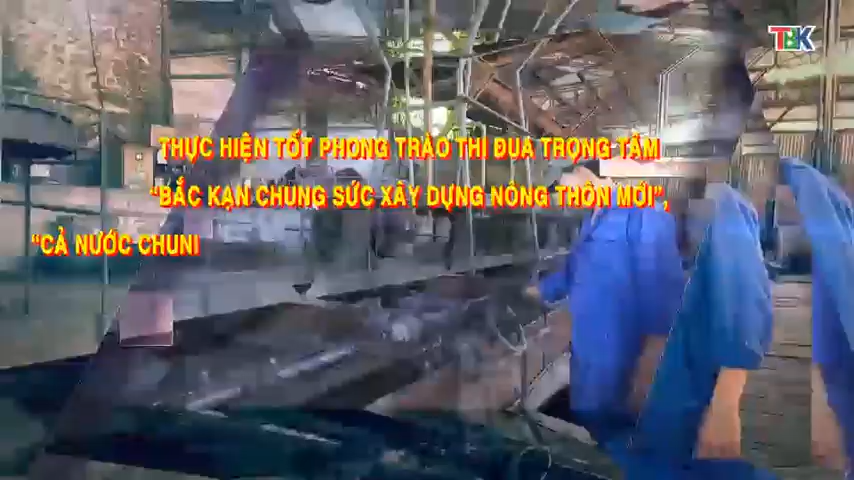 TBK
THỰC HIỆN TỐT PHONG TRÀO THI ĐUA TRỌNG TÂM
"BẮC KẠN CHUNG SỨC XÂY DỰNG NÔNG THÔN MỚI",
"CẢ NƯỚC CHUNI